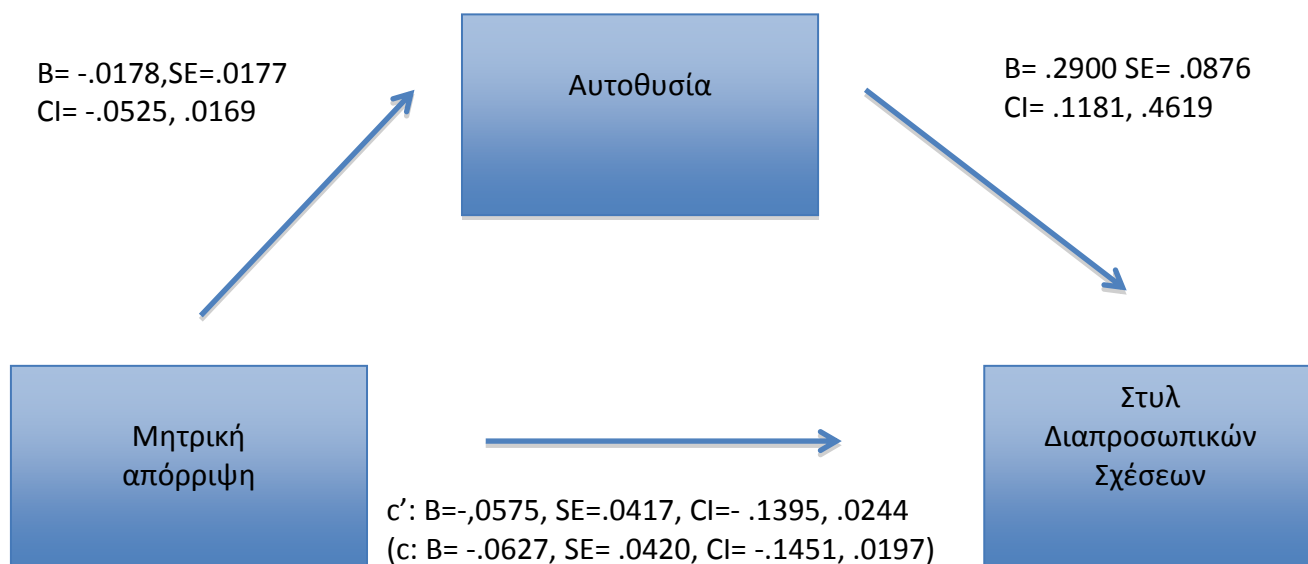 B= -.0178,SE=.0177
CI= -.0525, .0169
Αυτοθυσία
B= .2900 SE= .0876
CI= .1181, .4619
Μητρική
απόρριψη
Στυλ
Διαπροσωπικών
Σχέσεων
c’: B=-,0575, SE=.0417, CI=- .1395, .0244
(c: B= -.0627, SE= .0420, CI= -.1451, .0197)